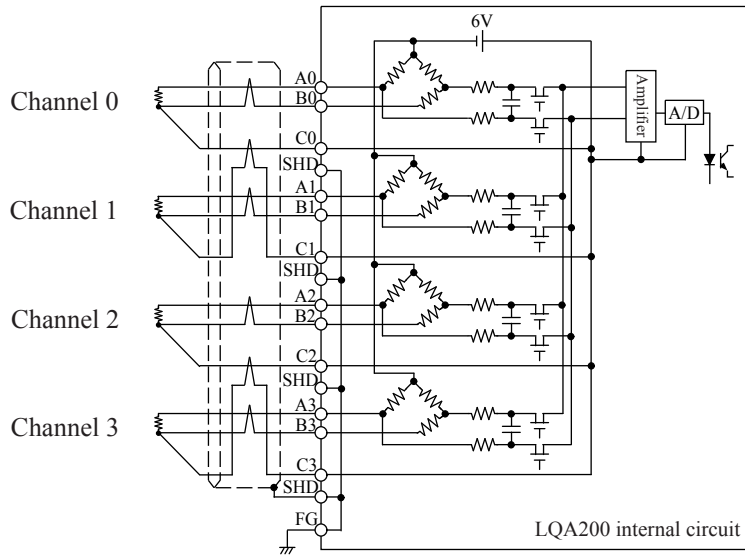 6V
Channel 0
A0
B0
C0
SHD
Amplifier
A/D
Channel 1
A1
B1
C1
SHD
Channel 2
A2
B2
C2
SHD
Channel 3
A3
B3
C3
SHD
FG
LQA200 internal circuit